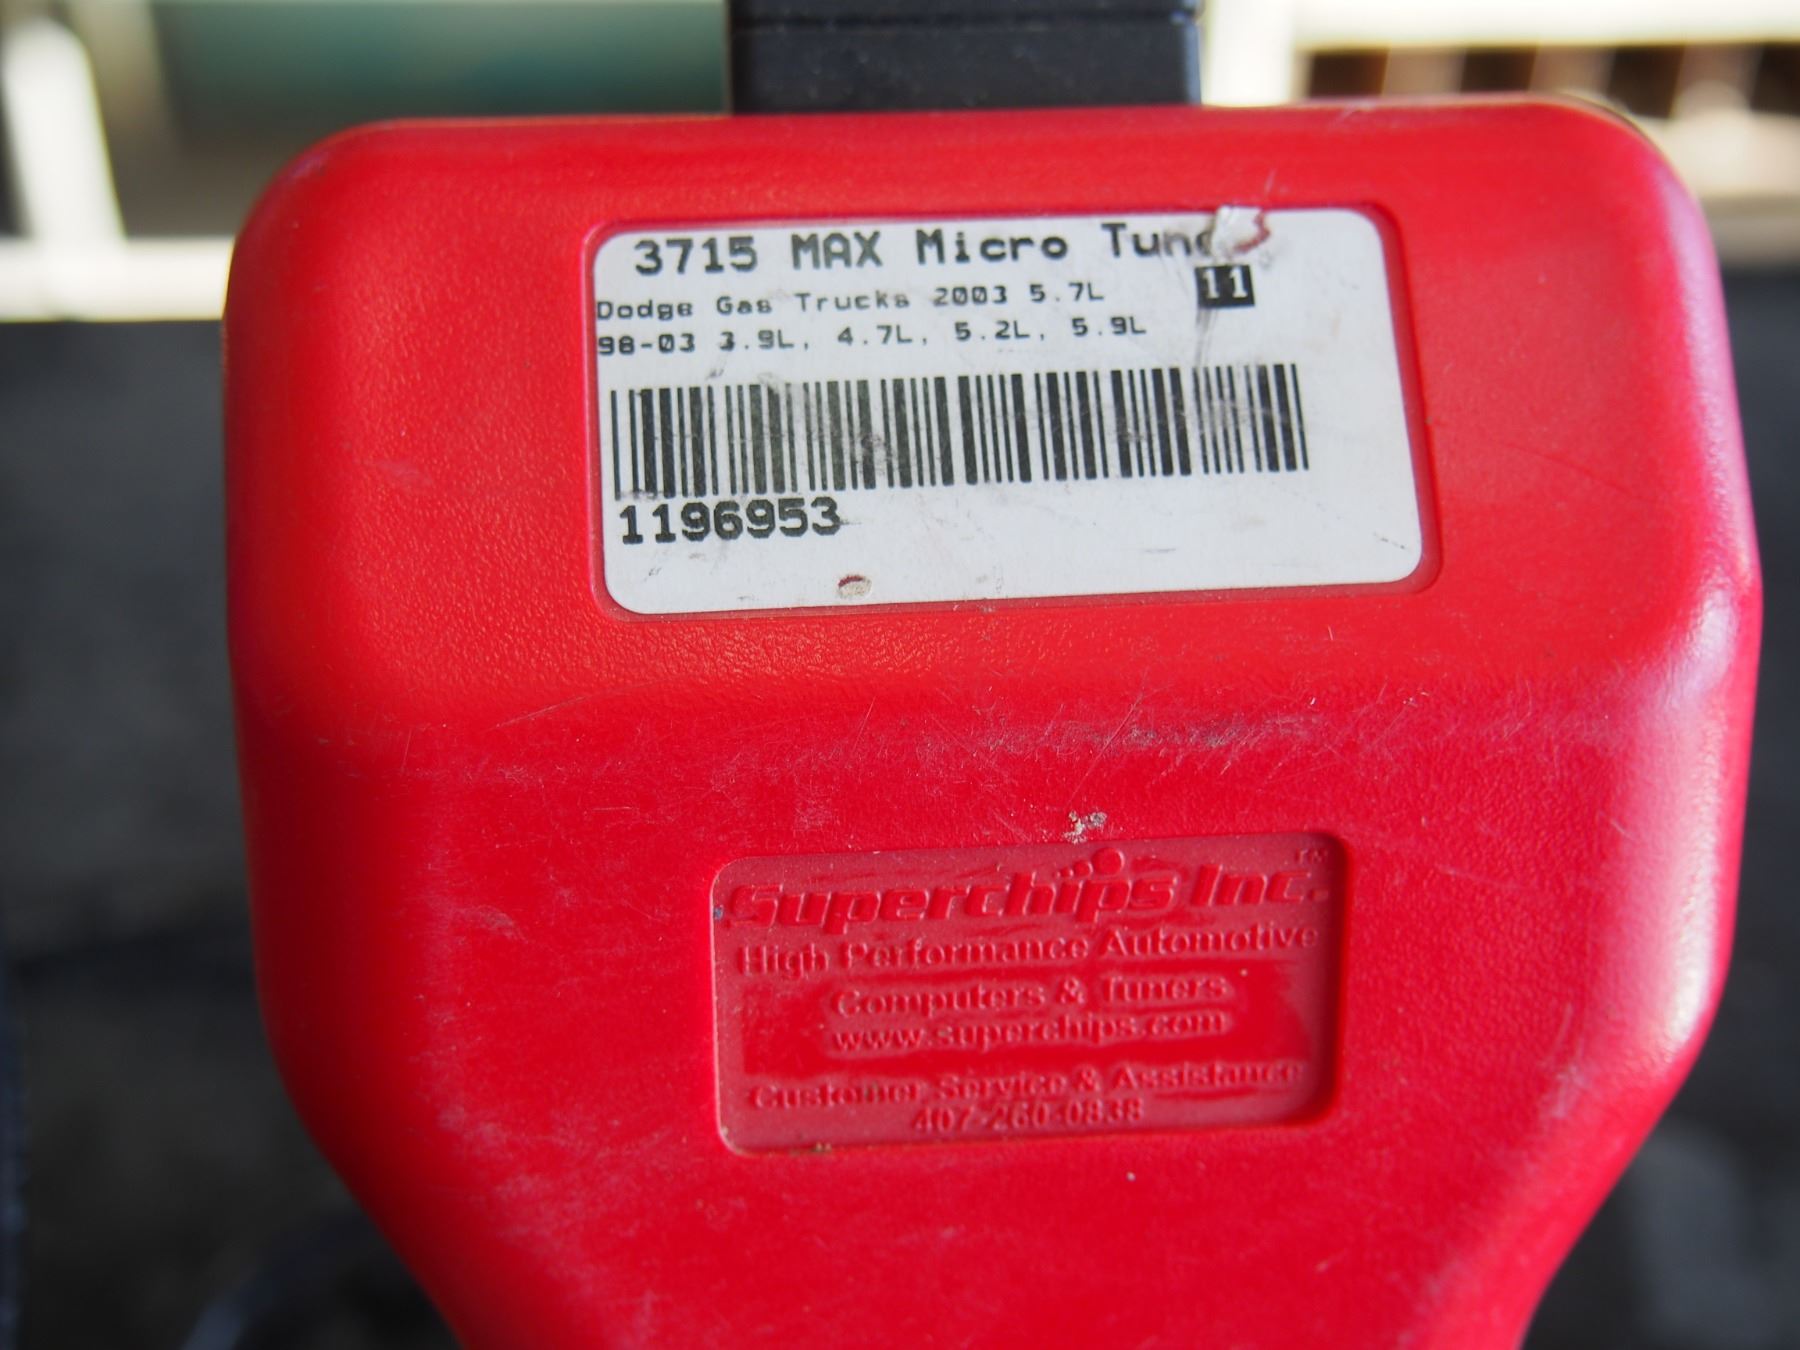 3715 MAX Micro
11
Dodge Gas Trucks 2003 5.7L
98-03 3.9L, 4.7L, 5.2L, 5.9L
1196953
Superchips Inc. TM
High Performance Automotive
Computers & Tuners
www.superchips.com
Customer Service & Assistance
407-260-0838